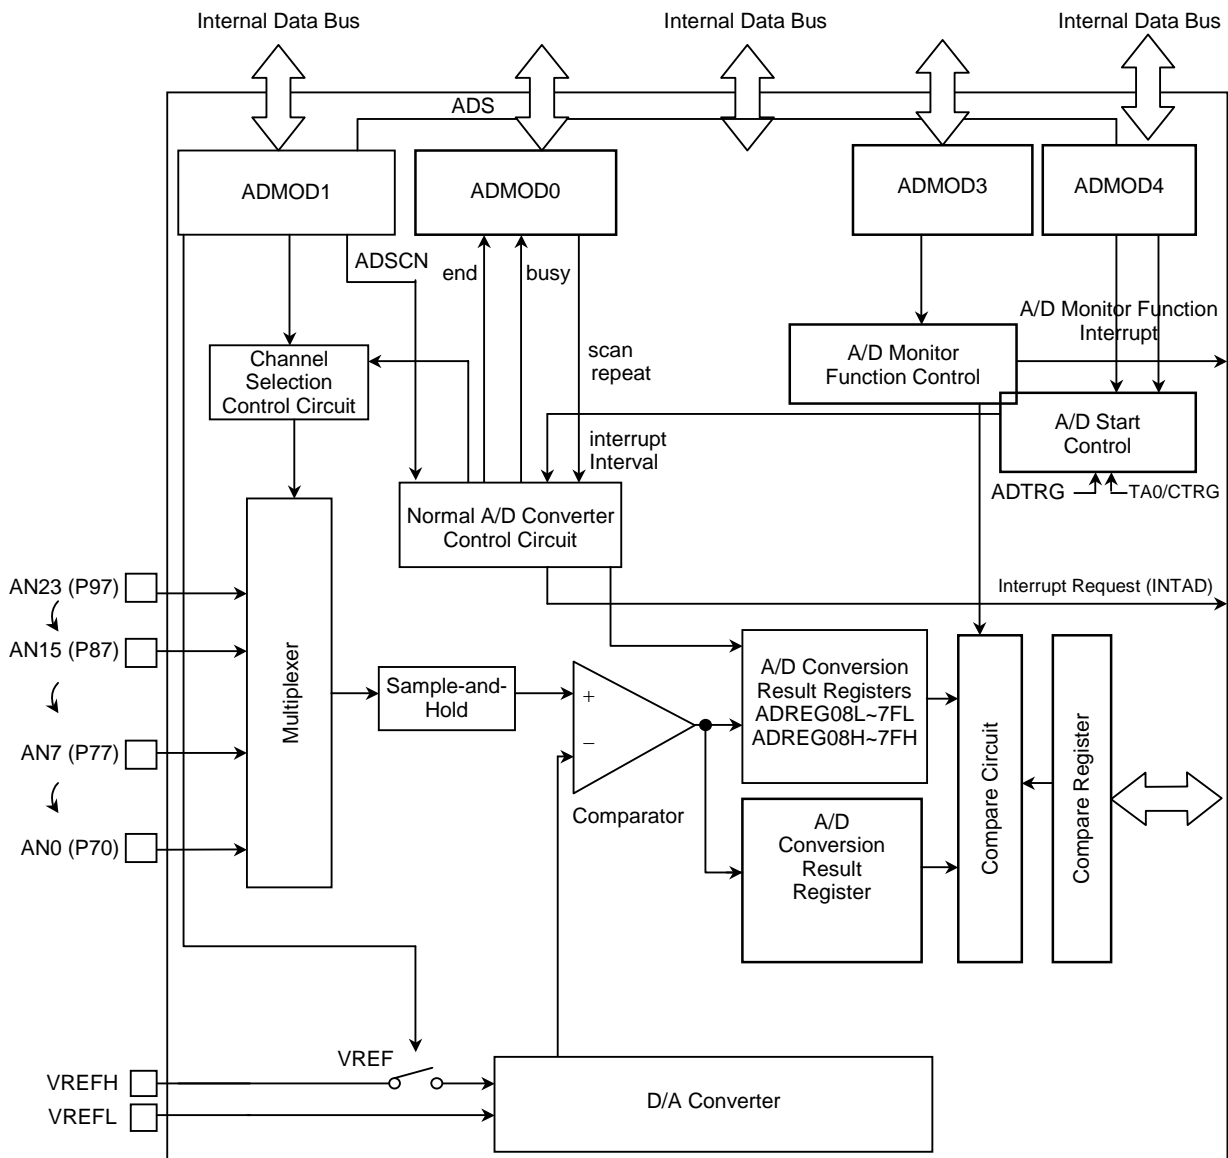 Internal Data Bus
Internal Data Bus
Internal Data Bus
ADS
ADMOD1
ADMOD0
ADMOD3
ADMOD4
ADSCN
end
busy
A/D Monitor Function
Interrupt
Channel
Selection
Control Circuit
scan
repeat
A/D Monitor
Function Control
A/D Start
Control
interrupt
Interval
ADTRG
TA0/CTRG
Normal A/D Converter
Control Circuit
Interrupt Request (INTAD)
AN23 (P97)
AN15 (P87)
AN7 (P77)
AN0 (P70)
Multiplexer
Sample-and-
Hold
+
−
Comparator
A/D Conversion
Result Registers
ADREG08L~7FL
ADREG08H~7FH
A/D
Conversion
Result
Register
Compare Circuit
Compare Register
VREF
VREFH
VREFL
D/A Converter